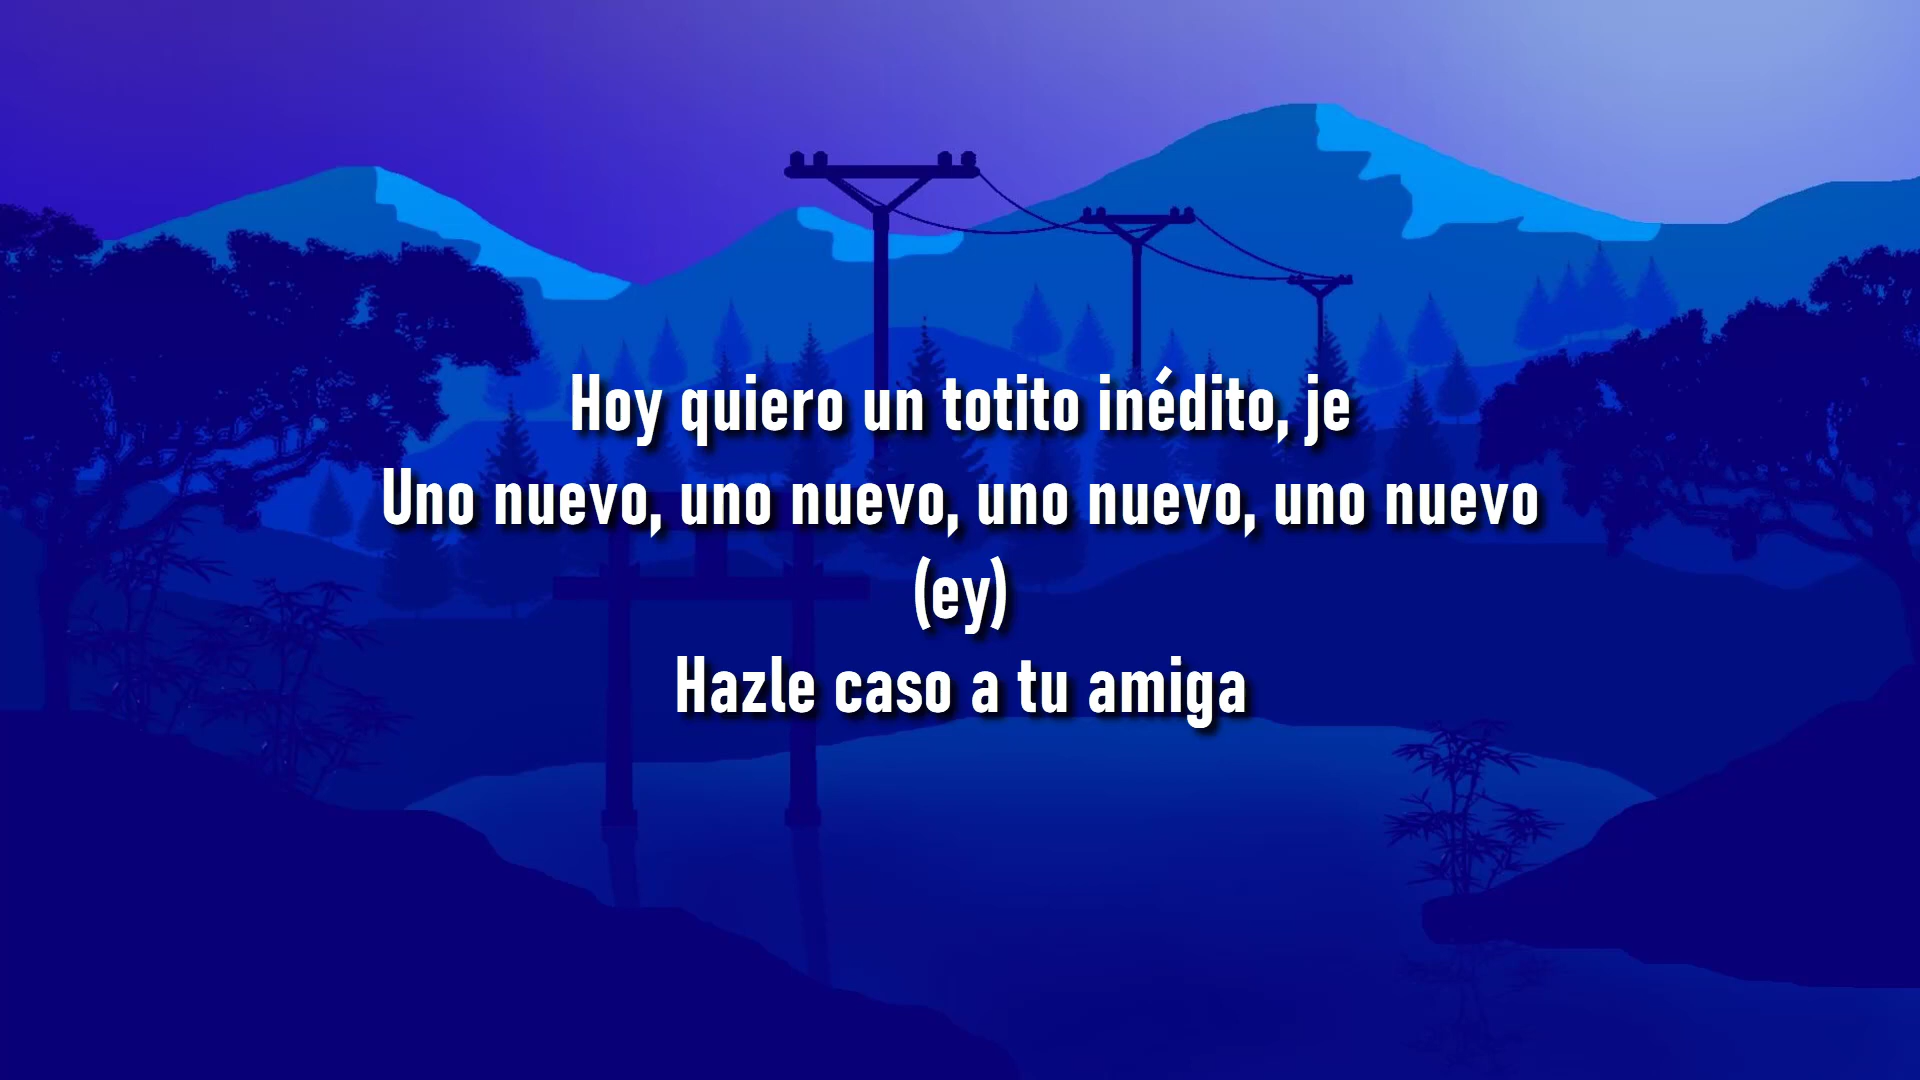 Hoy quiero un totito inédito, je
Uno nuevo, uno nuevo, uno nuevo, uno nuevo
(ey)
Hazle caso a tu amiga